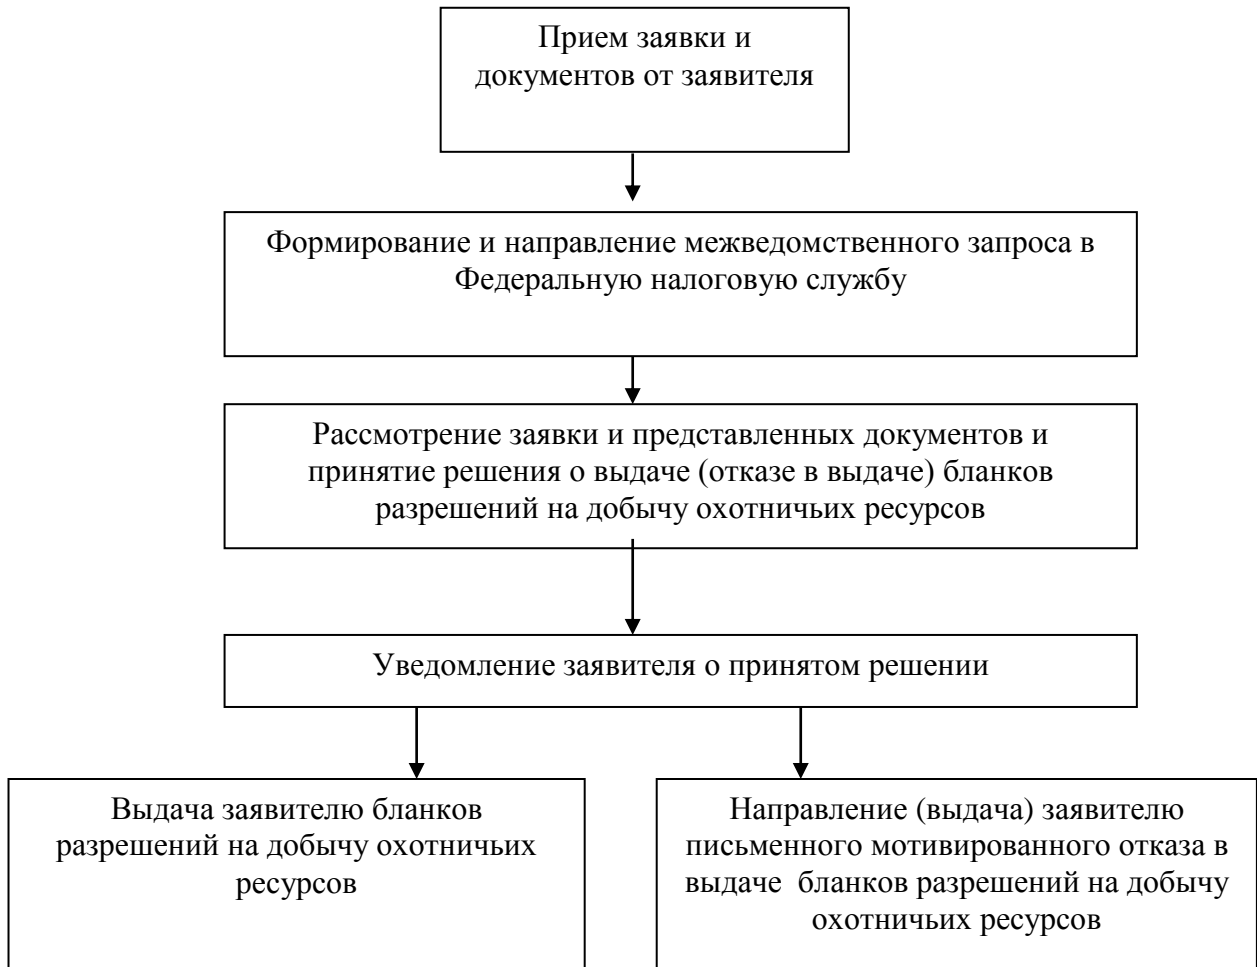 Прием заявки и
документов от заявителя
Формирование и направление межведомственного запроса в
Федеральную налоговую службу
Рассмотрение заявки и представленных документов и
принятие решения о выдаче (отказе в выдаче) бланков
разрешений на добычу охотничьих ресурсов
Уведомление заявителя о принятом решении
Выдача заявителю бланков
разрешений на добычу охотничьих
ресурсов
Направление (выдача) заявителю
письменного мотивированного отказа в
выдаче  бланков разрешений на добычу
охотничьих ресурсов